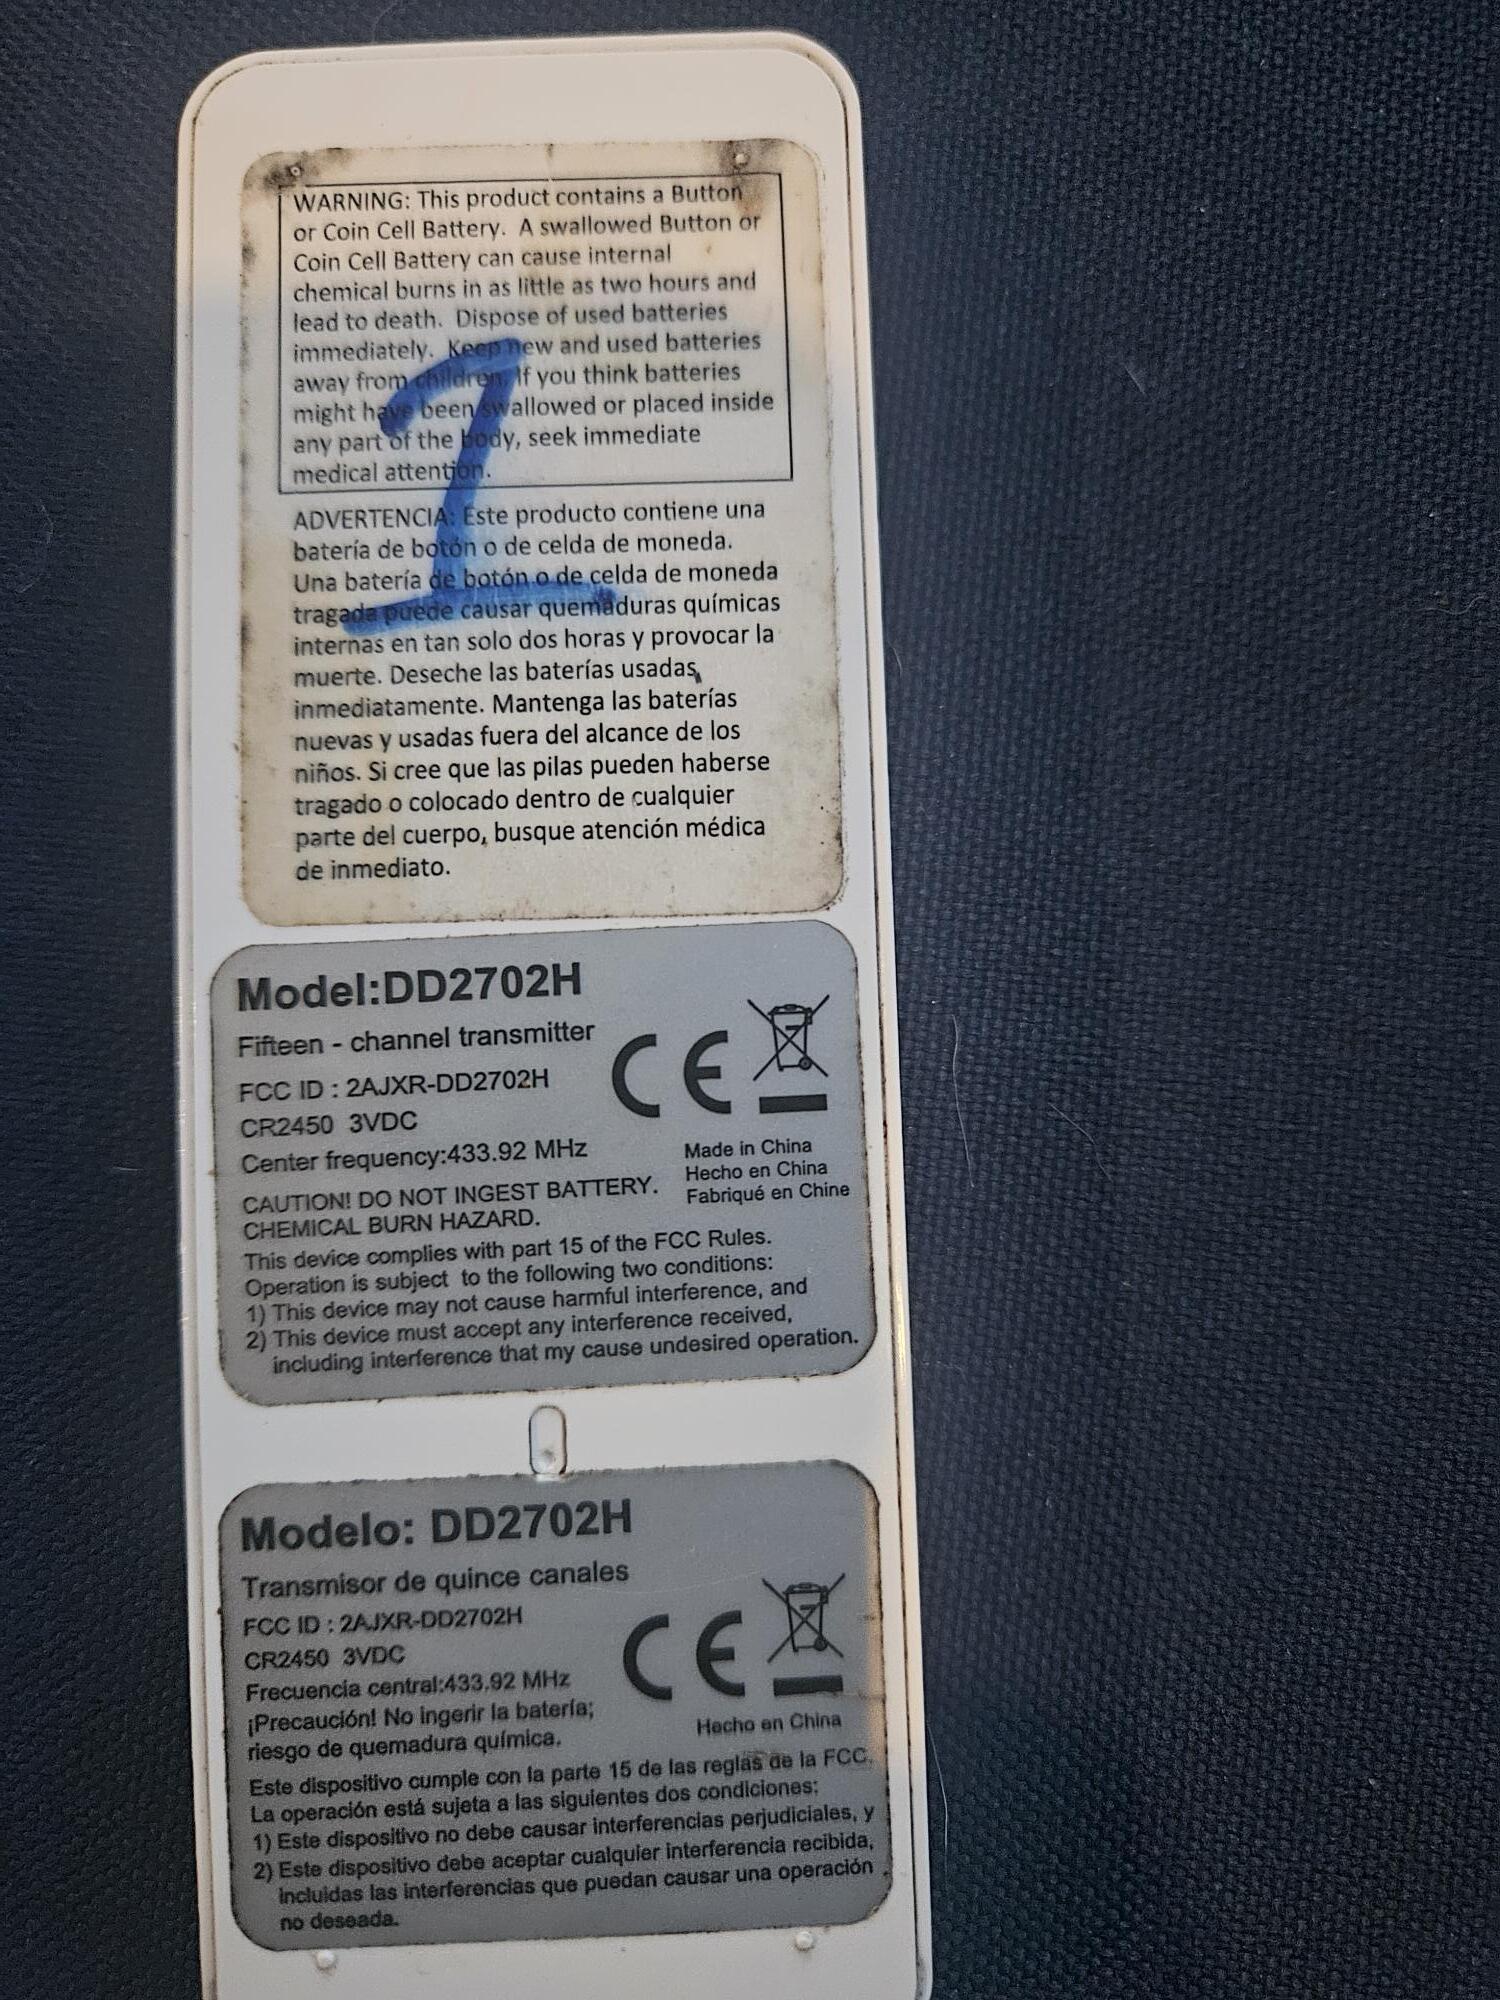 WARNING: This product contains a Button
or Coin Cell Battery. A swallowed Button or
Coin Cell Battery can cause internal
chemical burns in as little as two hours and
lead to death. Dispose of used batteries
immediately. Keep new and used batteries
away from children. If you think batteries
might have been swallowed or placed inside
any part of the body, seek immediate
medical attention.
1
ADVERTENCIA: Este producto contiene una
batería de botón o de celda de moneda.
Una batería de botón o de celda de moneda
tragada puede causar quemaduras químicas
internas en tan solo dos horas y provocar la
muerte. Deseche las baterías usadas
inmediatamente. Mantenga las baterías
nuevas y usadas fuera del alcance de los
niños. Si cree que las pilas pueden haberse
tragado o colocado dentro de cualquier
parte del cuerpo, busque atención médica
de inmediato.
Model:DD2702H
Fifteen - channel transmitter
FCC ID : 2AJXR-DD2702H
CR2450 3VDC
Center frequency:433.92 MHz
CE
Made in China
Hecho en China
Fabriqué en Chine
CAUTION! DO NOT INGEST BATTERY.
CHEMICAL BURN HAZARD.
This device complies with part 15 of the FCC Rules.
Operation is subject to the following two conditions:
1) This device may not cause harmful interference, and
2) This device must accept any interference received,
including interference that my cause undesired operation.
Modelo: DD2702H
Transmisor de quince canales
FCC ID : 2AJXR-DD2702H
CR2450 3VDC
Frecuencia central:433.92 MHz
CE
¡Precaución! No ingerir la batería;
riesgo de quemadura química.
Hecho en China
Este dispositivo cumple con la parte 15 de las reglas de la FCC.
La operación está sujeta a las siguientes dos condiciones:
1) Este dispositivo no debe causar interferencias perjudiciales, y
2) Este dispositivo debe aceptar cualquier interferencia recibida,
incluidas las interferencias que puedan causar una operación
no deseada.